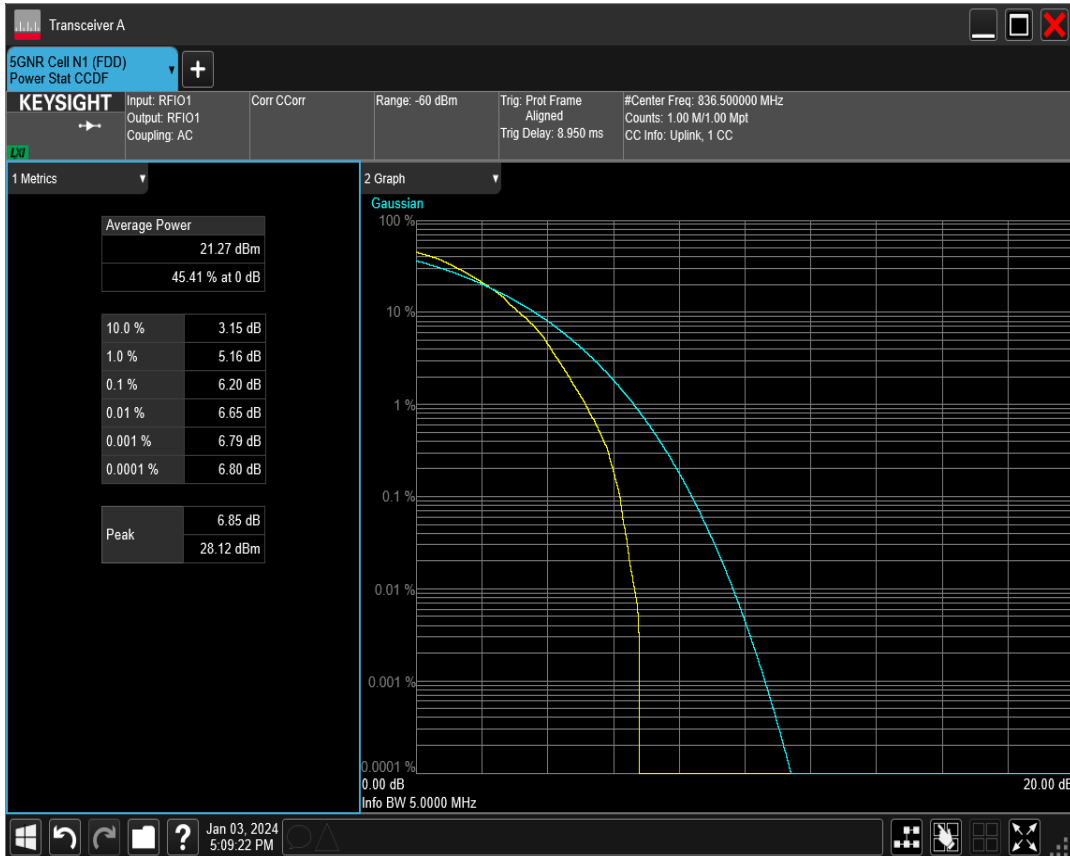 Transceiver A
5GNR Cell N1 (FDD)
Power Stat CCDF
+
KEYSIGHT
LXI
Input: RFIO1
Output: RFIO1
Coupling: AC
Corr CCorr
Range: -60 dBm
Trig: Prot Frame
Aligned
Trig Delay: 8.950 ms
#Center Freq: 836.500000 MHz
Counts: 1.00 M/1.00 Mpt
CC Info: Uplink, 1 CC
1 Metrics
Average Power
21.27 dBm
45.41 % at 0 dB
10.0 % 3.15 dB
1.0 % 5.16 dB
0.1 % 6.20 dB
0.01 % 6.65 dB
0.001 % 6.79 dB
0.0001 % 6.80 dB
Peak
6.85 dB
28.12 dBm
2 Graph
Gaussian
100 %
10 %
1 %
0.1 %
0.01 %
0.001 %
0.0001 %
0.00 dB
20.00 dB
Info BW 5.0000 MHz
?
Jan 03, 2024
5:09:22 PM